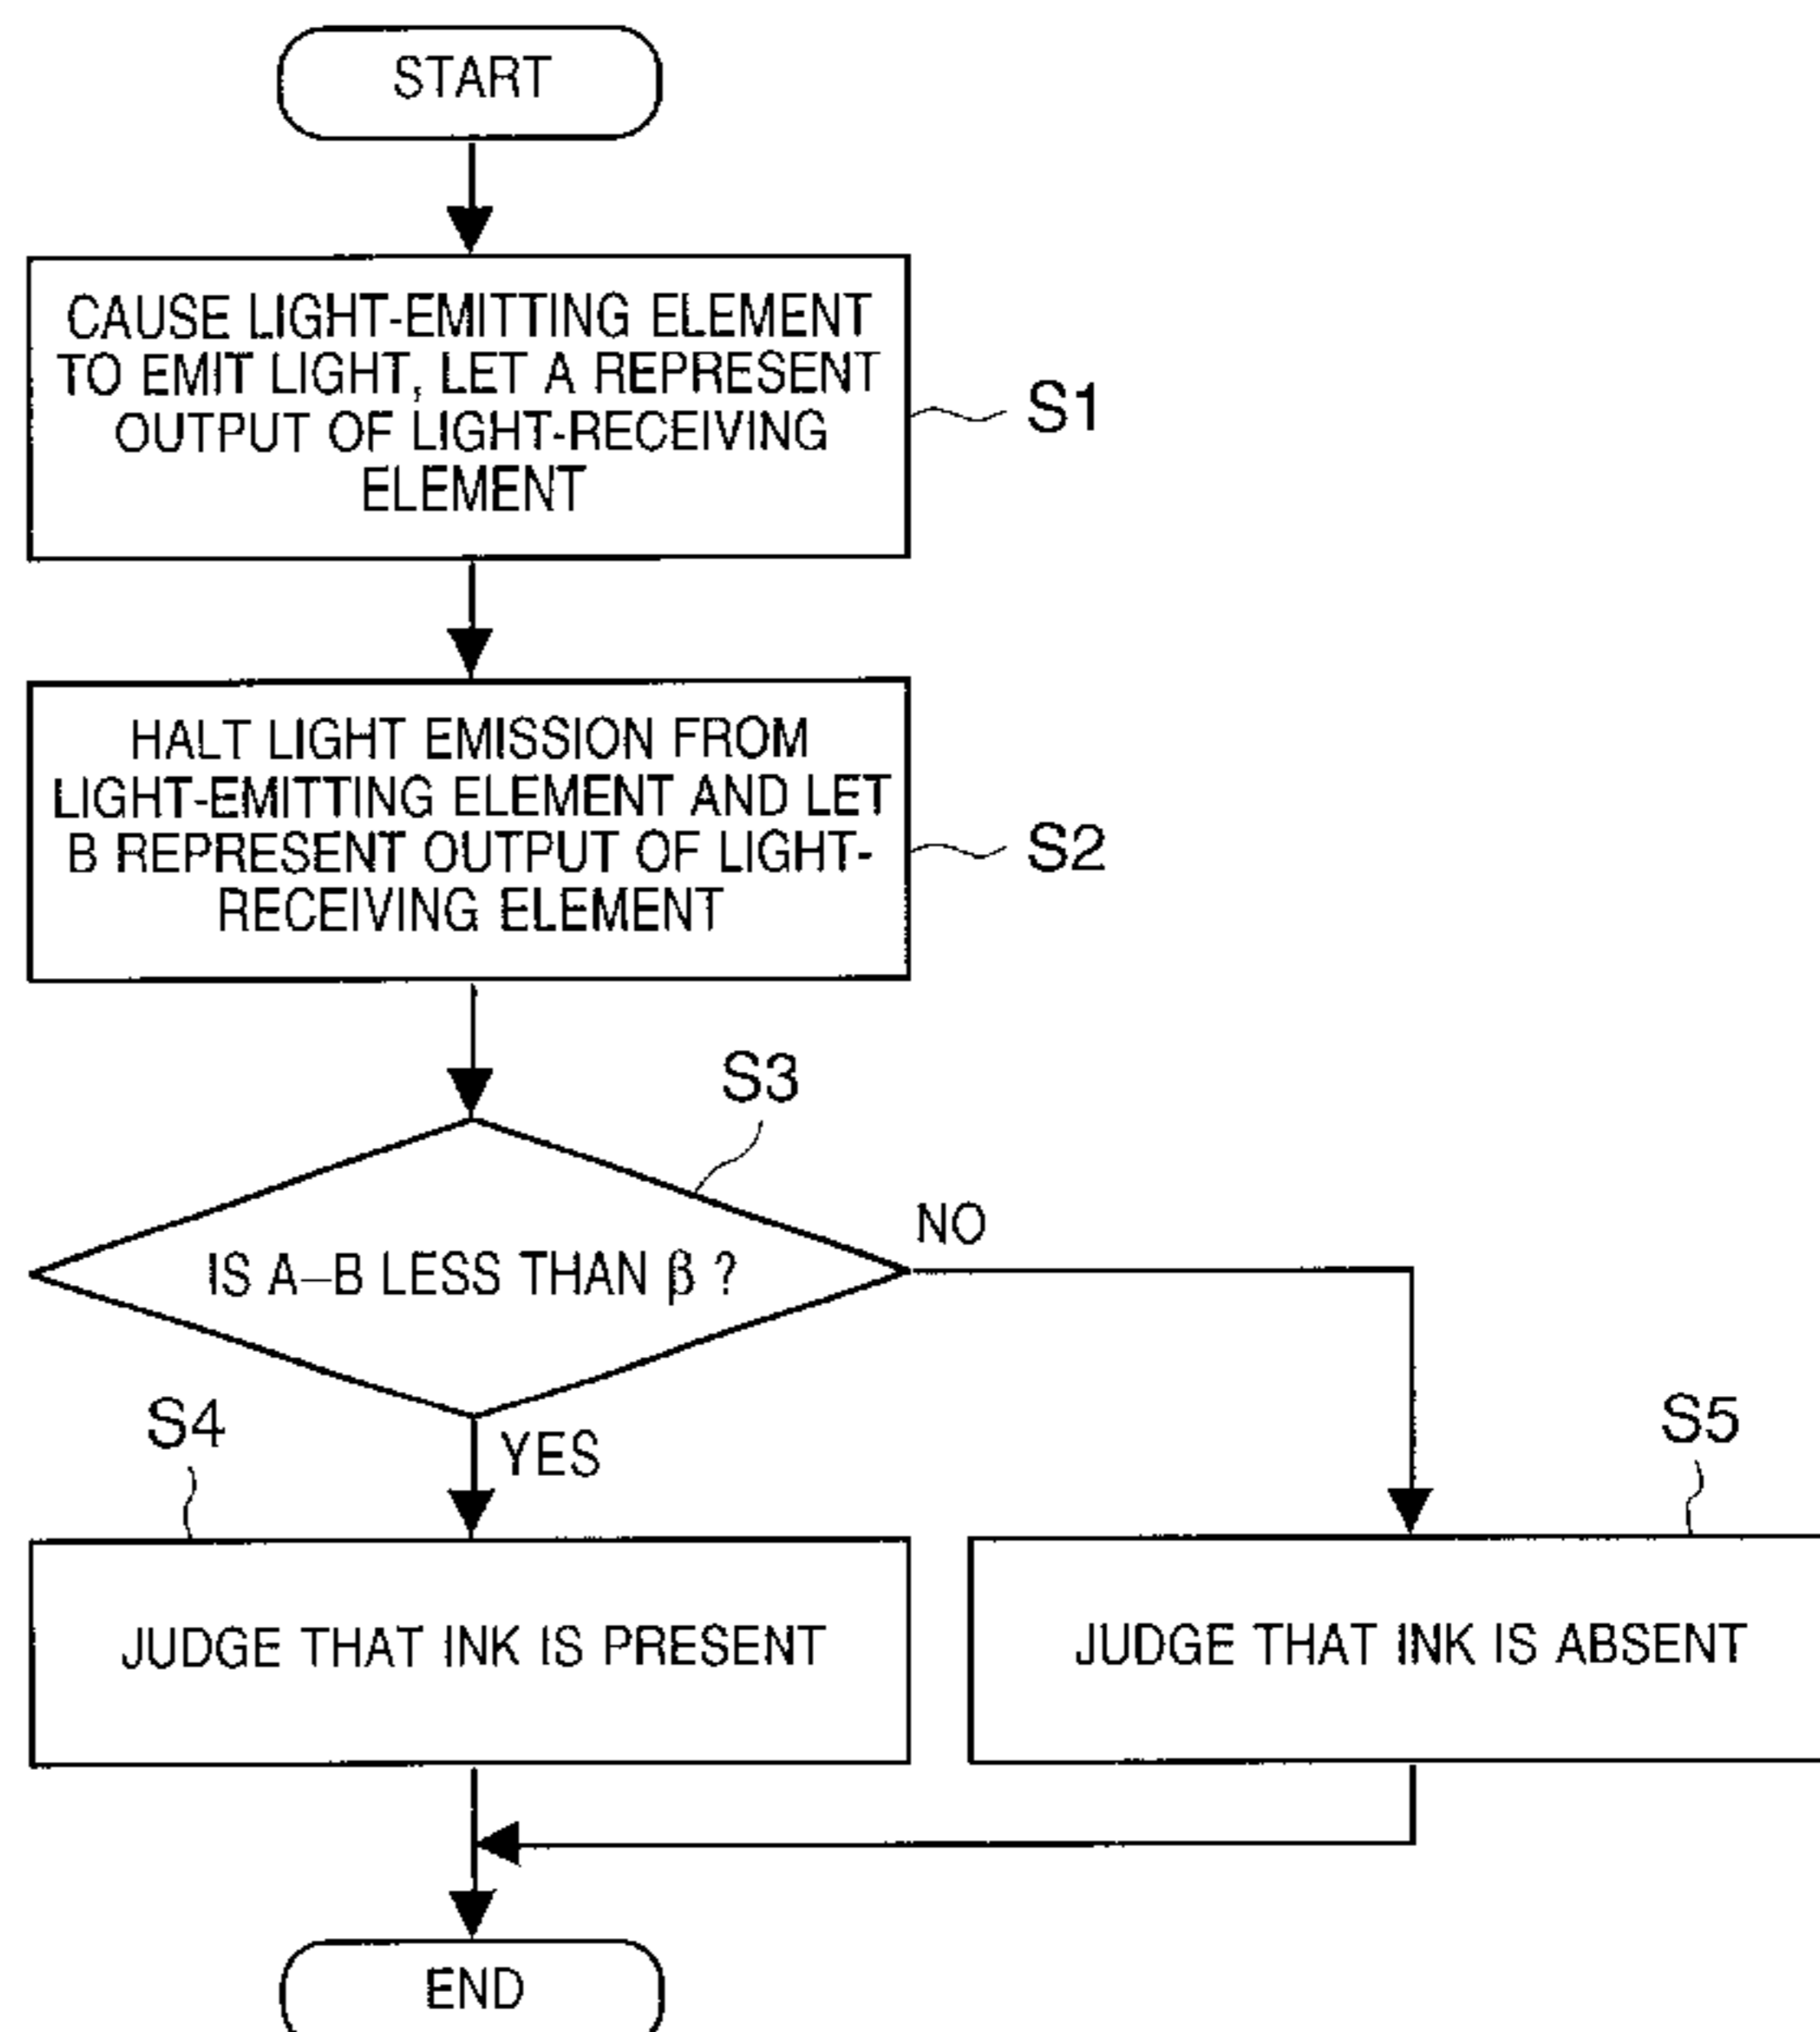 START
CAUSE LIGHT-EMITTING ELEMENT
TO EMIT LIGHT, LET A REPRESENT
OUTPUT OF LIGHT-RECEIVING
ELEMENT
S1
HALT LIGHT EMISSION FROM
LIGHT-EMITTING ELEMENT AND LET
B REPRESENT OUTPUT OF LIGHT-
RECEIVING ELEMENT
S2
S3
IS A–B LESS THAN β ?
NO
YES
S4
JUDGE THAT INK IS PRESENT
S5
JUDGE THAT INK IS ABSENT
END